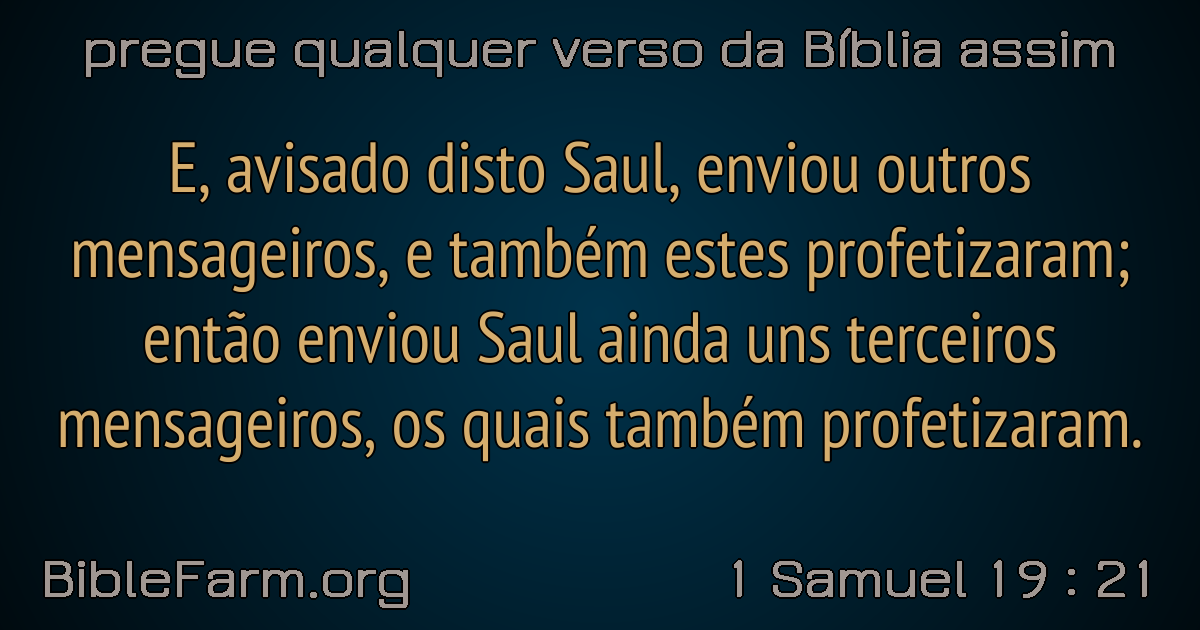 pregue qualquer verso da Bíblia assim
E, avisado disto Saul, enviou outros
mensageiros, e também estes profetizaram;
então enviou Saul ainda uns terceiros
mensageiros, os quais também profetizaram.
BibleFarm.org
1 Samuel 19 : 21